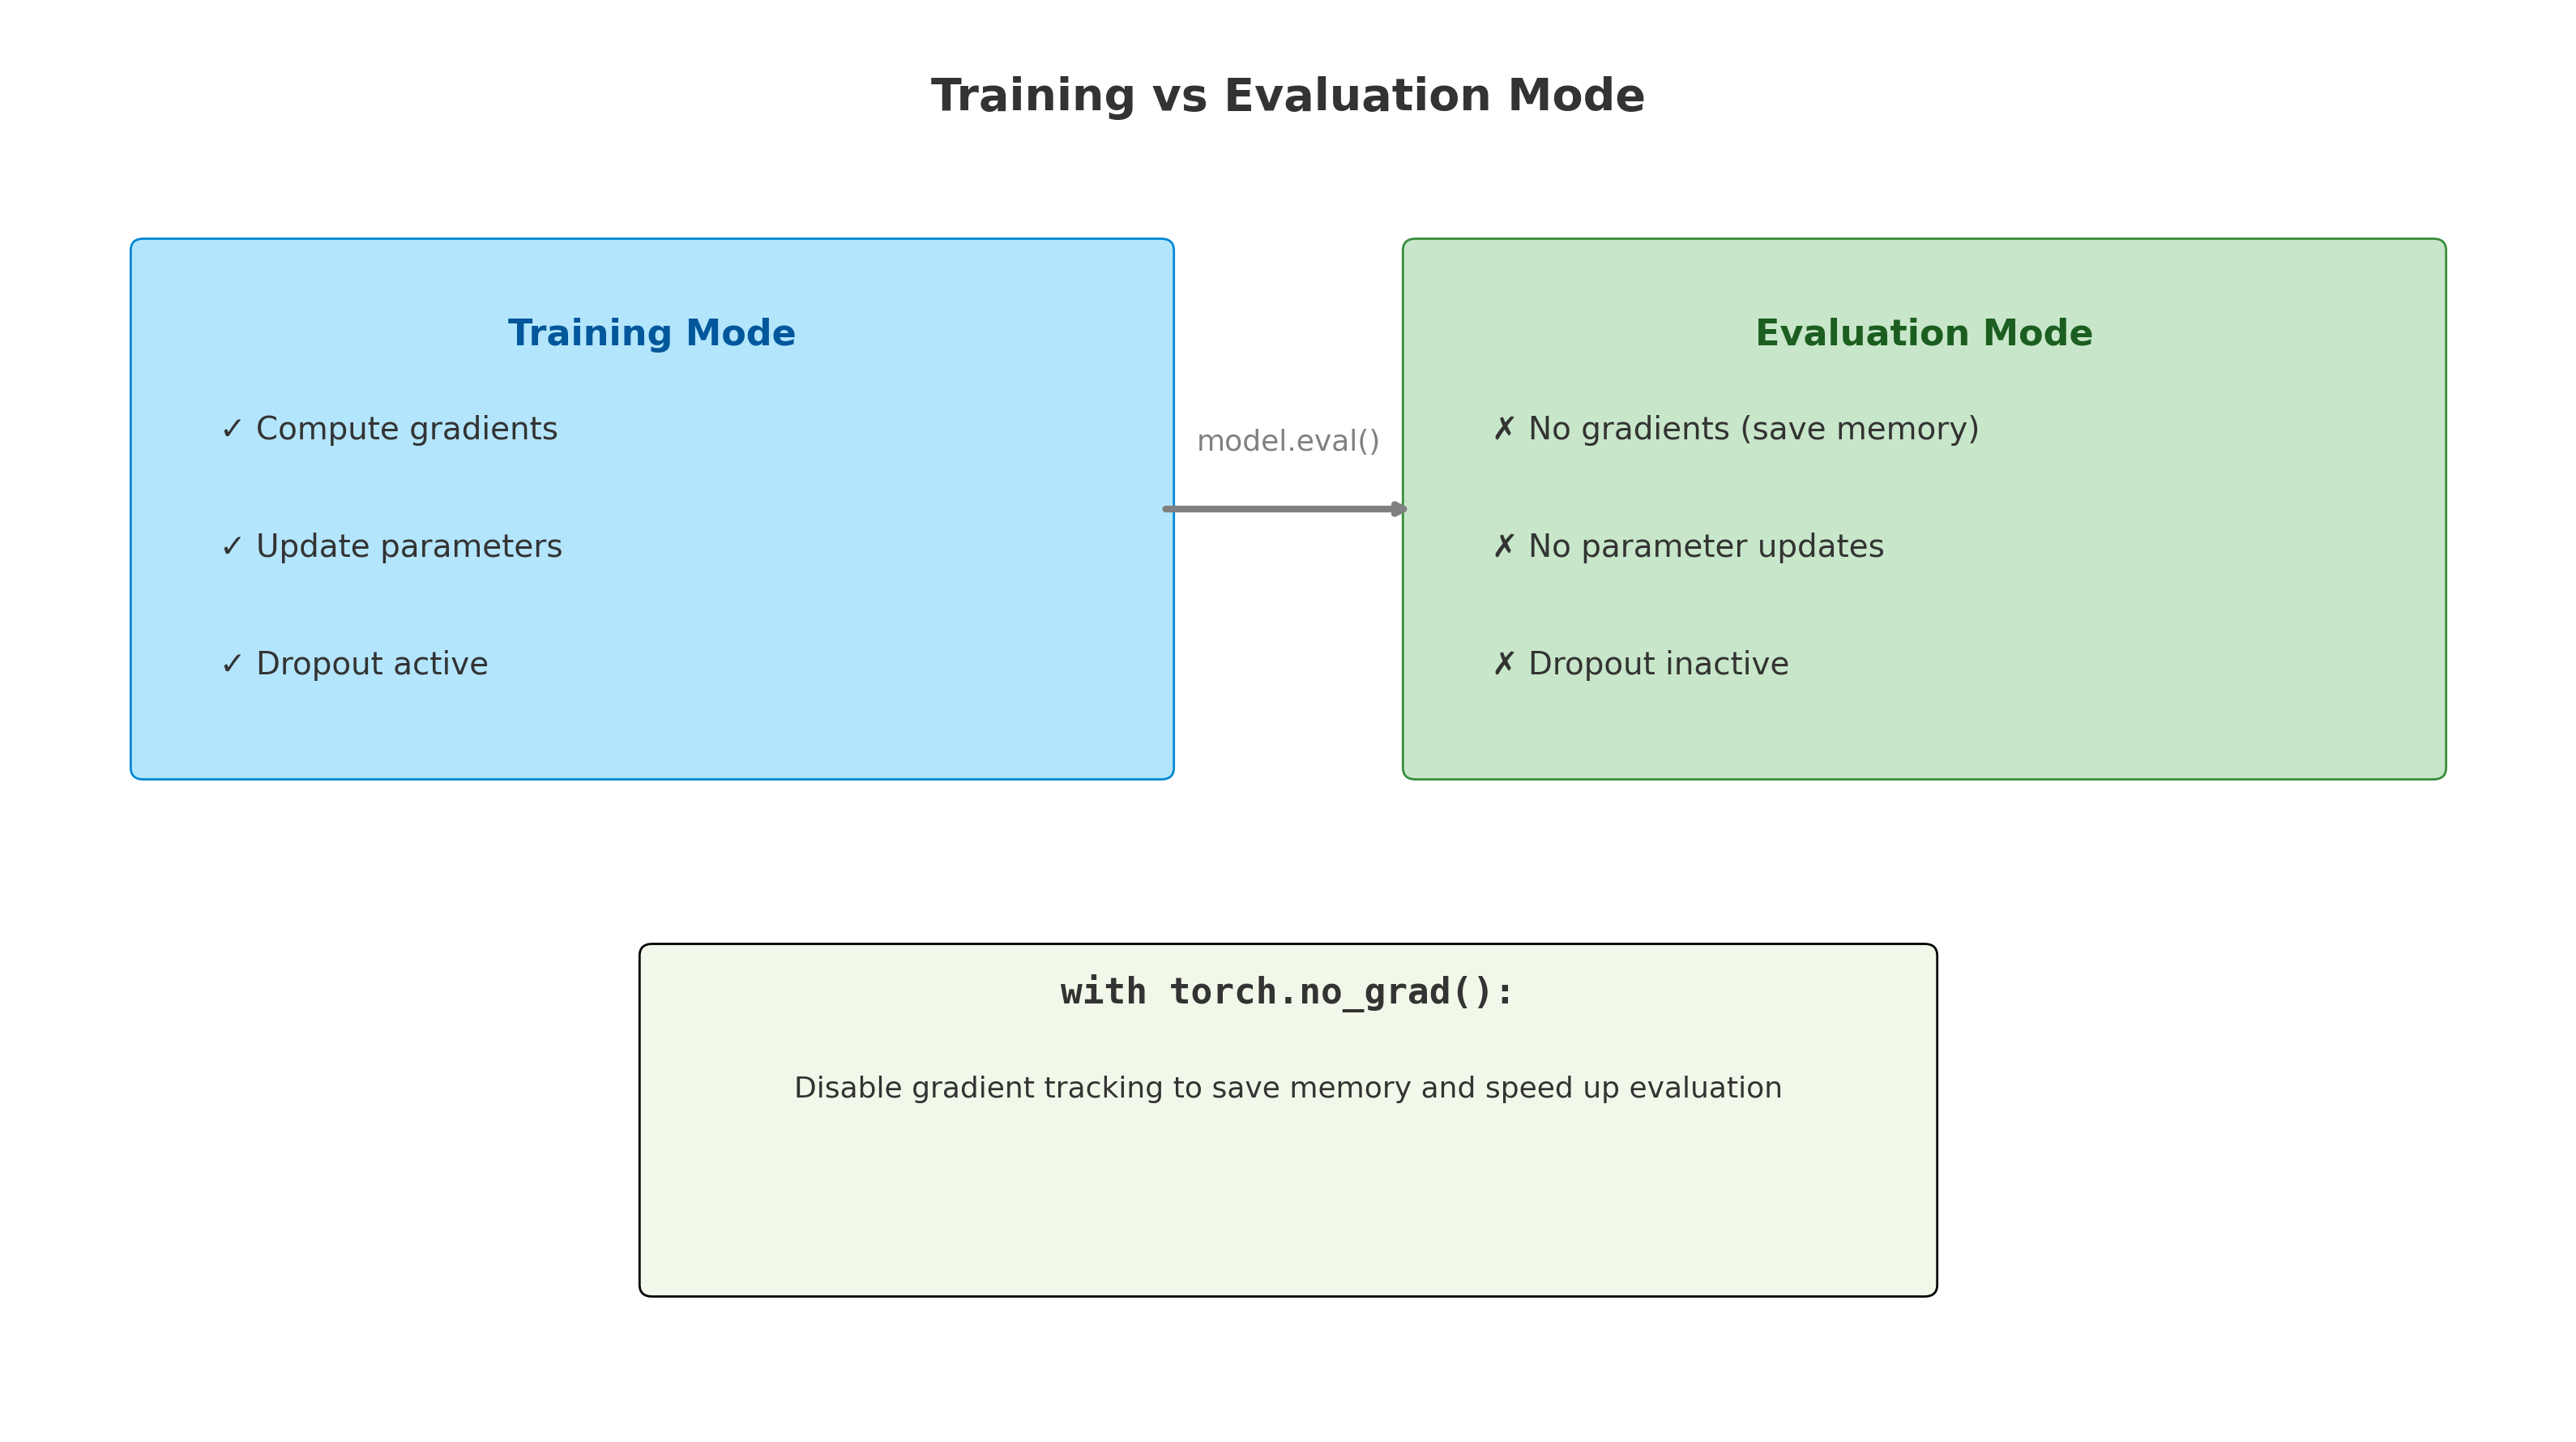 Training vs Evaluation Mode
Training Mode
✓ Compute gradients
✓ Update parameters
✓ Dropout active
model.eval()
Evaluation Mode
✗ No gradients (save memory)
✗ No parameter updates
✗ Dropout inactive
with torch.no_grad():
Disable gradient tracking to save memory and speed up evaluation